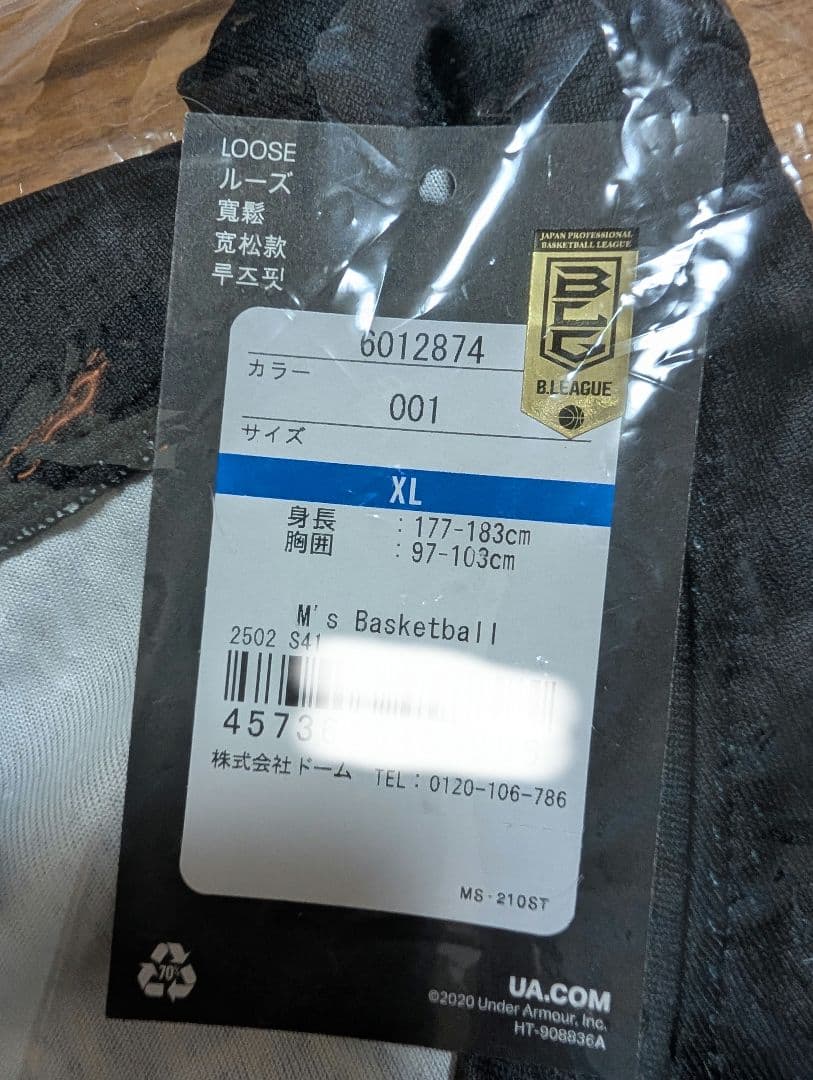 LOOSE
ルーズ
寬鬆
宽松款
루즈핏
JAPAN PROFESSIONAL
BASKETBALL LEAGUE
BLG
B.LEAGUE
6012874
カラー
001
サイズ
XL
身長 : 177-183cm
胸囲 : 97-103cm
M's Basketball
2502 S41
45736
株式会社ドーム TEL: 0120-106-786
MS-210ST
70%
UA.COM
©2020 Under Armour, Inc.
HT-908836A